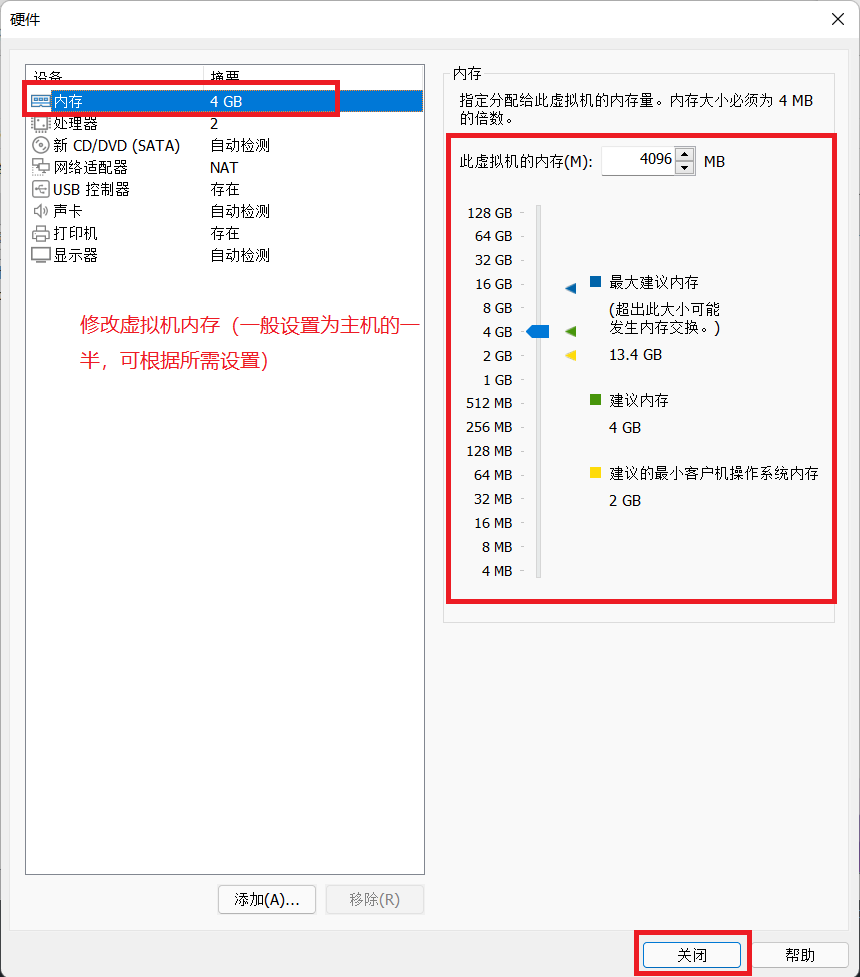 硬件
设备 摘要
内存 4 GB
处理器 2
新 CD/DVD (SATA) 自动检测
网络适配器 NAT
USB 控制器 存在
声卡 自动检测
打印机 存在
显示器 自动检测
修改虚拟机内存（一般设置为主机的一
半，可根据所需设置）
添加(A)... 移除(R)
内存
指定分配给此虚拟机的内存量。内存大小必须为 4 MB
的倍数。
此虚拟机的内存(M): 4096 MB
128 GB
64 GB
32 GB
16 GB
8 GB
4 GB
2 GB
1 GB
512 MB
256 MB
128 MB
64 MB
32 MB
16 MB
8 MB
4 MB
最大建议内存
(超出此大小可能
发生内存交换。)
13.4 GB
建议内存
4 GB
建议的最小客户机操作系统内存
2 GB
关闭 帮助